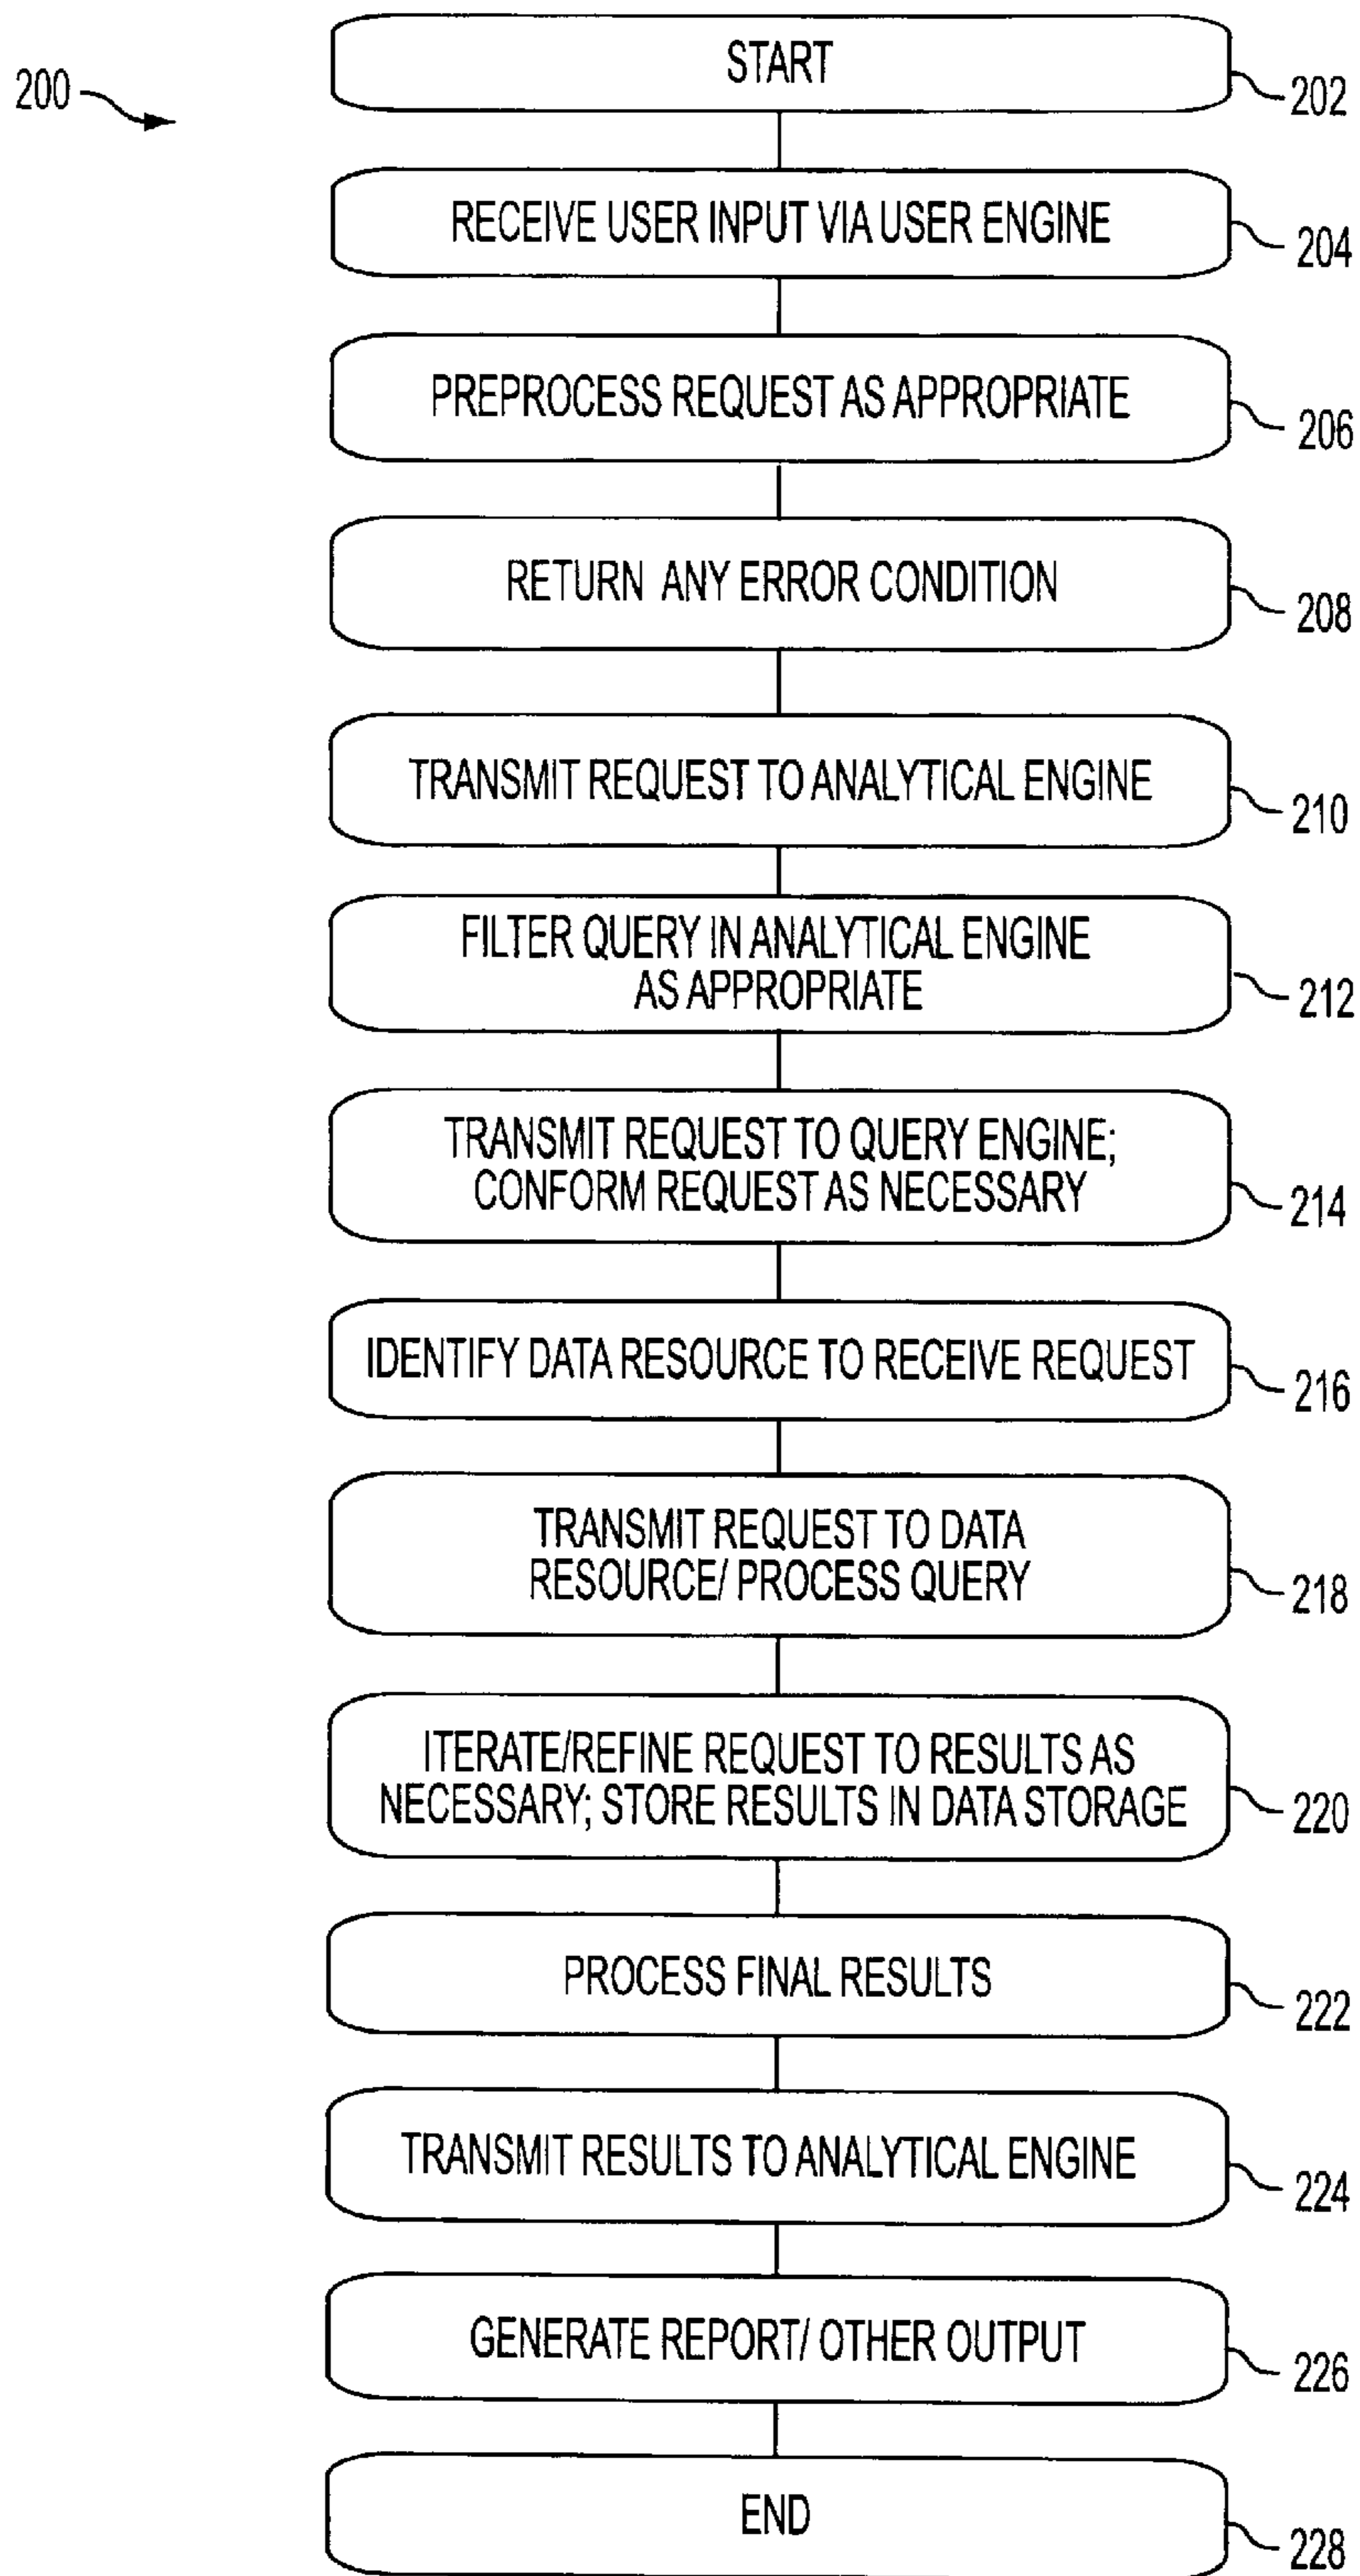 200
START
202
RECEIVE USER INPUT VIA USER ENGINE
204
PREPROCESS REQUEST AS APPROPRIATE
206
RETURN ANY ERROR CONDITION
208
TRANSMIT REQUEST TO ANALYTICAL ENGINE
210
FILTER QUERY IN ANALYTICAL ENGINE
AS APPROPRIATE
212
TRANSMIT REQUEST TO QUERY ENGINE;
CONFORM REQUEST AS NECESSARY
214
IDENTIFY DATA RESOURCE TO RECEIVE REQUEST
216
TRANSMIT REQUEST TO DATA
RESOURCE/ PROCESS QUERY
218
ITERATE/REFINE REQUEST TO RESULTS AS
NECESSARY; STORE RESULTS IN DATA STORAGE
220
PROCESS FINAL RESULTS
222
TRANSMIT RESULTS TO ANALYTICAL ENGINE
224
GENERATE REPORT/ OTHER OUTPUT
226
END
228